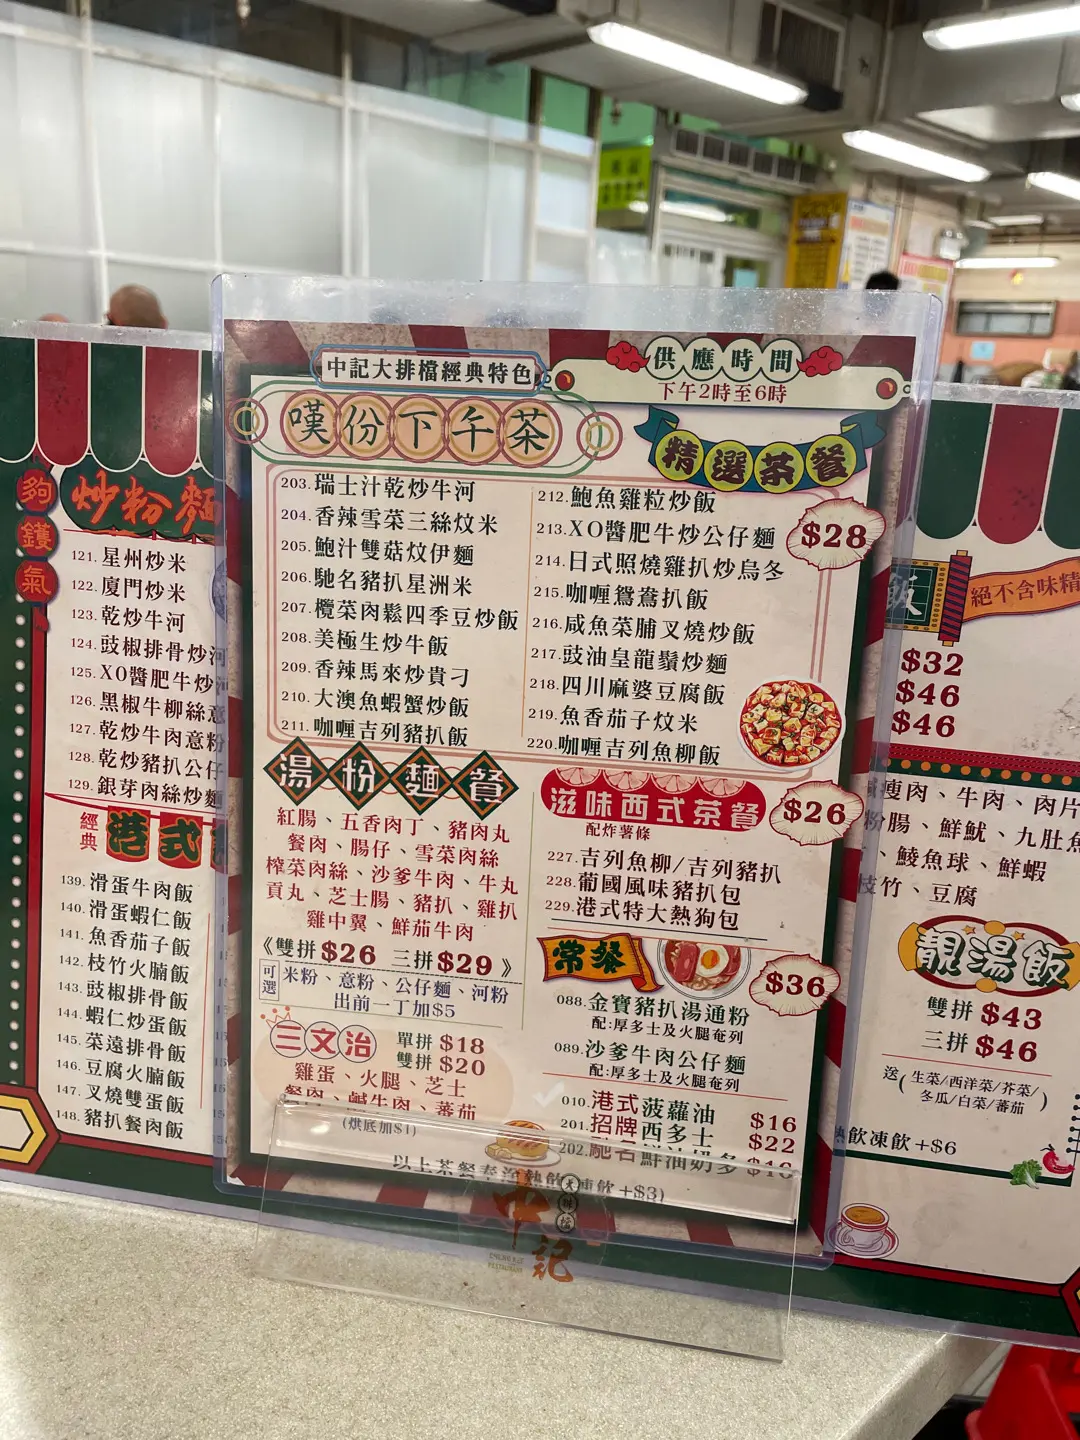 中記大排檔經典特色
供應時間
下午2時至6時
嘆份下午茶
精選茶餐
$28
203.瑞士汁乾炒牛河
204.香辣雪菜三絲炆米
205.鮑汁雙菇炆伊麵
206.馳名豬扒星洲米
207.欖菜肉鬆四季豆炒飯
208.美極生炒牛飯
209.香辣馬來炒貴刁
210.大澳魚蝦蟹炒飯
211.咖喱吉列豬扒飯
212.鮑魚雞粒炒飯
213.XO醬肥牛炒公仔麵
214.日式照燒雞扒炒烏冬
215.咖喱鴛鴦扒飯
216.咸魚菜脯叉燒炒飯
217.豉油皇龍鬚炒麵
218.四川麻婆豆腐飯
219.魚香茄子炆米
220.咖喱吉列魚柳飯
湯粉麵餐
紅腸、五香肉丁、豬肉丸
餐肉、腸仔、雪菜肉絲
榨菜肉絲、沙爹牛肉、牛丸
貢丸、芝士腸、豬扒、雞扒
雞中翼、鮮茄牛肉
《雙拼$26 三拼$29》
可選
米粉、意粉、公仔麵、河粉
出前一丁加$5
三文治
單拼 $18
雙拼 $20
雞蛋、火腿、芝士
餐肉、鹹牛肉、蕃茄
(烘底加$1)
滋味西式茶餐
$26
配炸薯條
227.吉列魚柳/吉列豬扒
228.葡國風味豬扒包
229.港式特大熱狗包
常餐
$36
088.金寶豬扒湯通粉
配:厚多士及火腿奄列
089.沙爹牛肉公仔麵
配:厚多士及火腿奄列
010.港式菠蘿油 $16
201.招牌西多士 $22
202.馳名鮮油奶多 $16
以上茶餐奉送熱飲(凍飲+$3)
大排檔
中記
夠鑊氣
炒粉麵
121.星州炒米
122.廈門炒米
123.乾炒牛河
124.豉椒排骨炒河
125.XO醬肥牛炒
126.黑椒牛柳絲意
127.乾炒牛肉意粉
128.乾炒豬扒公仔
129.銀芽肉絲炒麵
經典
港式
139.滑蛋牛肉飯
140.滑蛋蝦仁飯
141.魚香茄子飯
142.枝竹火腩飯
143.豉椒排骨飯
144.蝦仁炒蛋飯
145.菜遠排骨飯
146.豆腐火腩飯
147.叉燒雙蛋飯
148.豬扒餐肉飯
飯
絕不含味精
$32
$46
$46
瘦肉、牛肉、肉片
粉腸、鮮魷、九肚魚
、鯪魚球、鮮蝦
枝竹、豆腐
靚湯飯
雙拼 $43
三拼 $46
送(生菜/西洋菜/芥菜/
冬瓜/白菜/蕃茄)
熱飲凍飲+$6